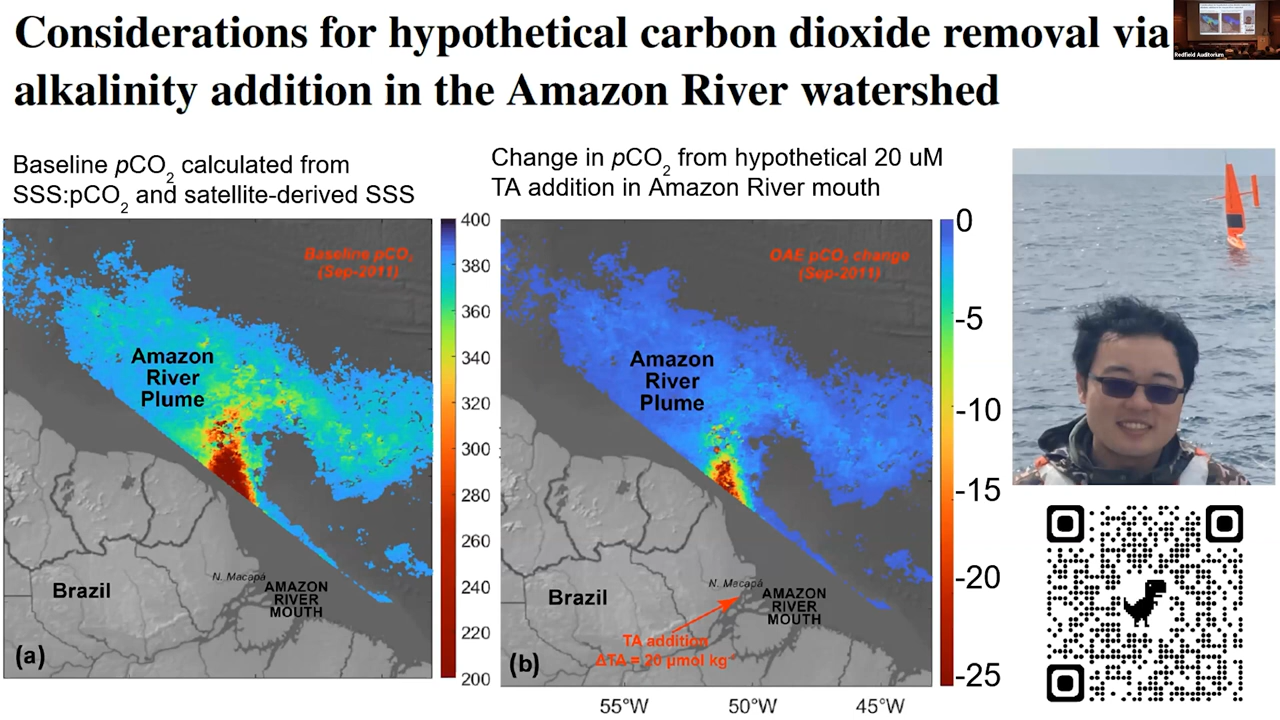 Considerations for hypothetical carbon dioxide removal via
alkalinity addition in the Amazon River watershed
Redfield Auditorium
Baseline pCO2 calculated from
SSS:pCO2 and satellite-derived SSS
Change in pCO2 from hypothetical 20 uM
TA addition in Amazon River mouth
Baseline pCO2
(Sep-2011)
Amazon
River
Plume
Brazil
N. Macapá
AMAZON
RIVER
MOUTH
(a)
400
380
360
340
320
300
280
260
240
220
200
OAE pCO2 change
(Sep-2011)
Amazon
River
Plume
Brazil
N. Macapá
AMAZON
RIVER
MOUTH
TA addition
ΔTA = 20 µmol kg-1
(b)
0
-5
-10
-15
-20
-25
55°W
50°W
45°W